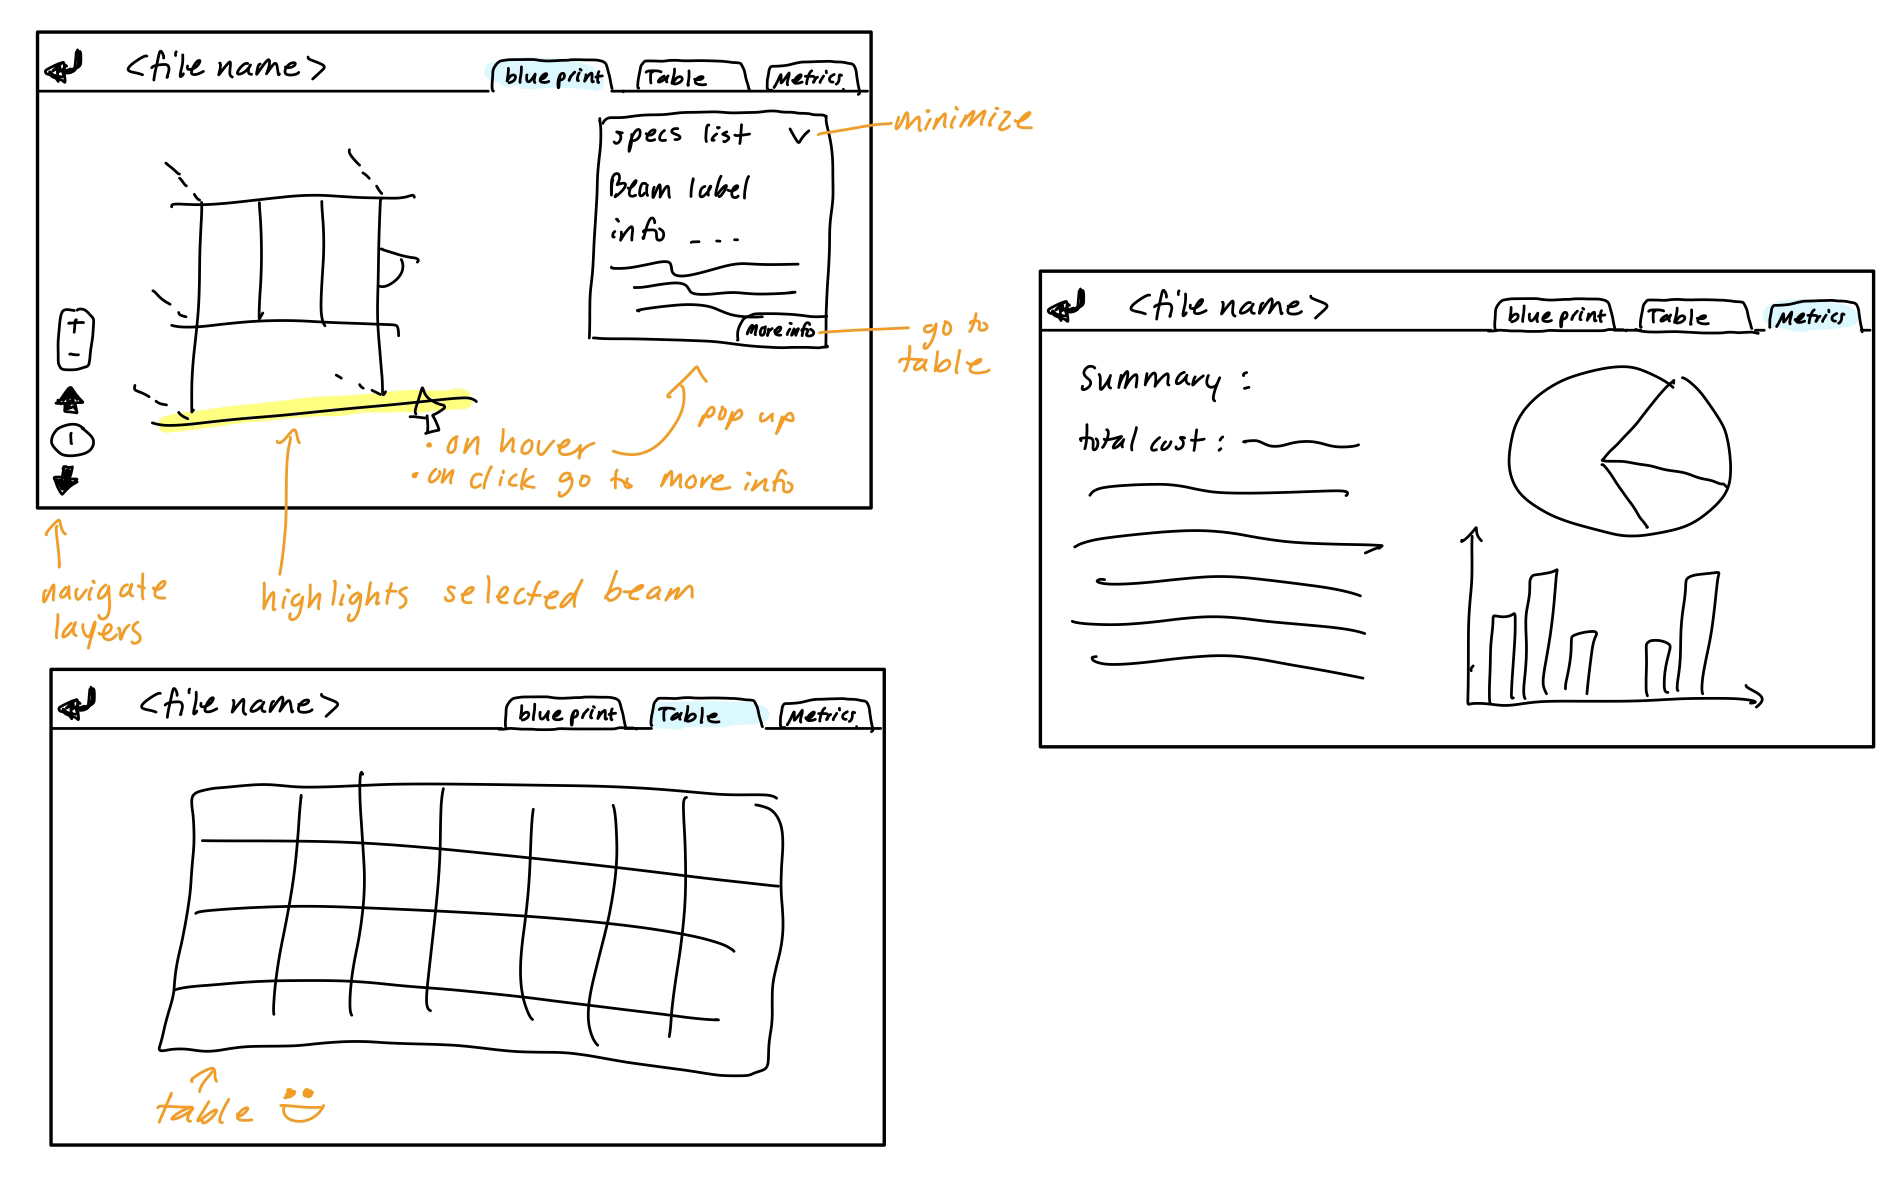 <file name>
blue print
Table
Metrics
specs list
minimize
Beam label
info ---
More info
go to
table
+
-
1
pop up
• on hover
• on click go to more info
navigate
layers
highlights selected beam
<file name>
blue print
Table
Metrics
table
<file name>
blue print
Table
Metrics
Summary :
total cost :